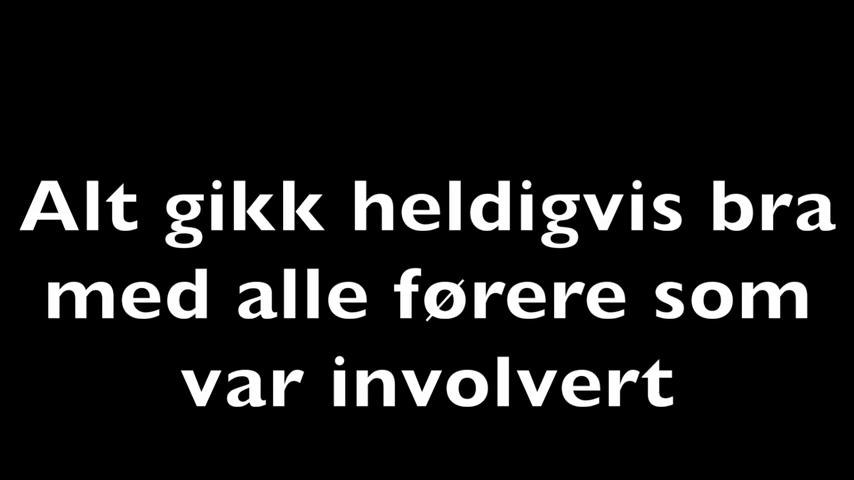 Alt gikk heldigvis bra
med alle førere som
var involvert